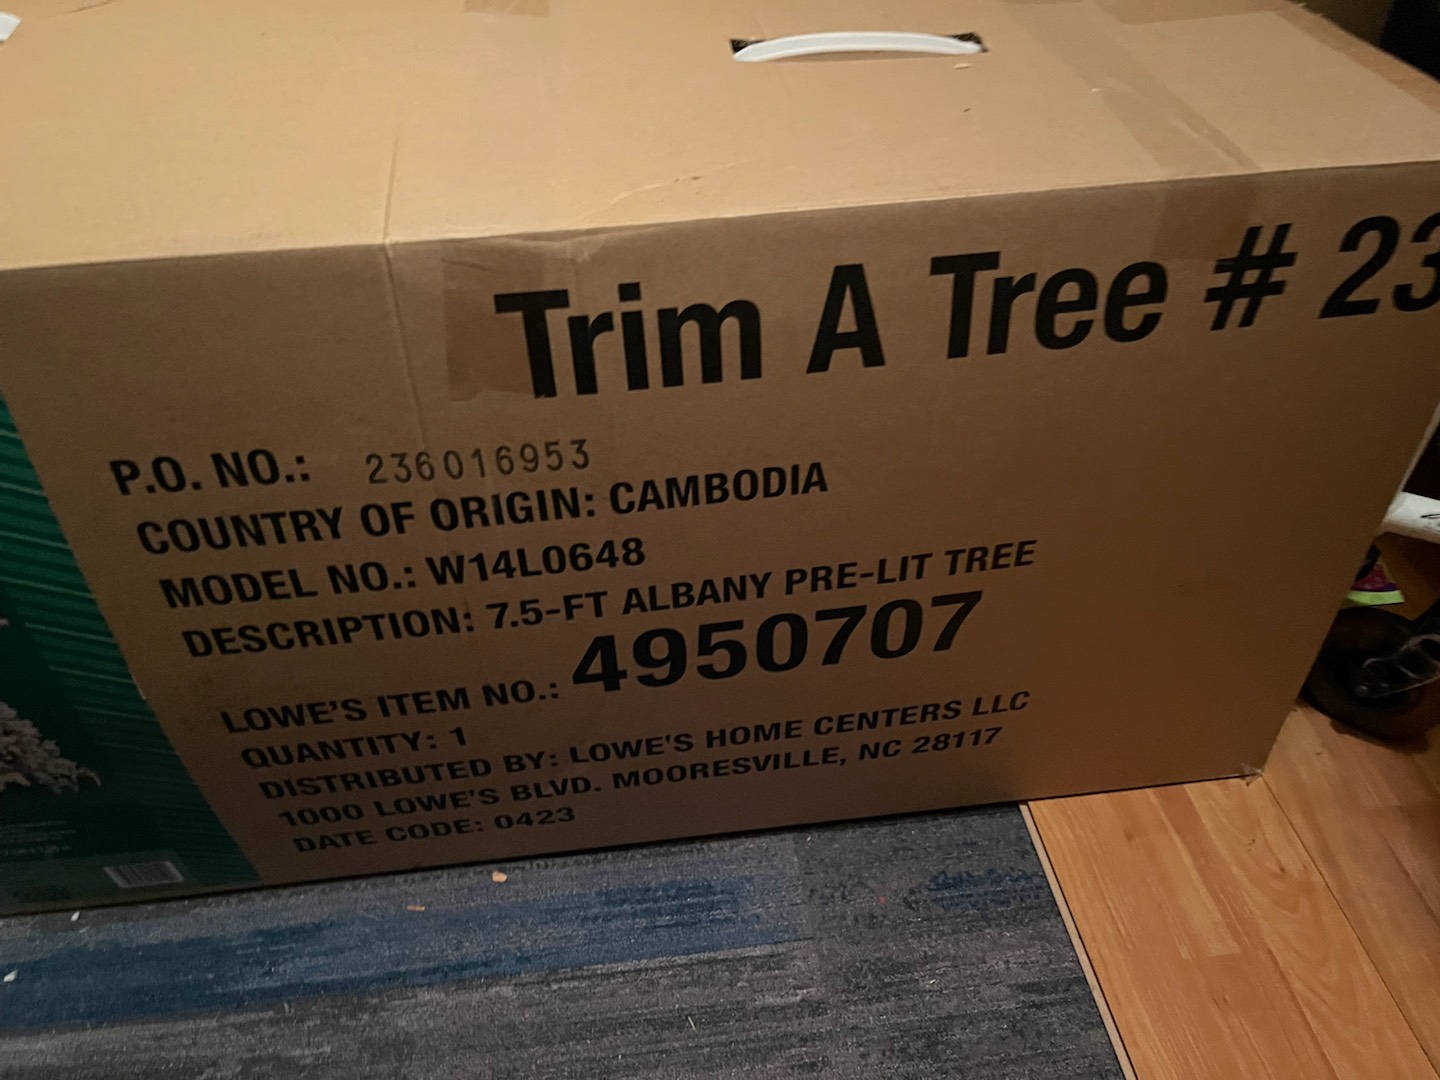 Trim A Tree # 23
P.O. NO.: 236016953
COUNTRY OF ORIGIN: CAMBODIA
MODEL NO.: W14L0648
DESCRIPTION: 7.5-FT ALBANY PRE-LIT TREE
LOWE'S ITEM NO.: 4950707
QUANTITY: 1
DISTRIBUTED BY: LOWE'S HOME CENTERS LLC
1000 LOWE'S BLVD. MOORESVILLE, NC 28117
DATE CODE: 0423